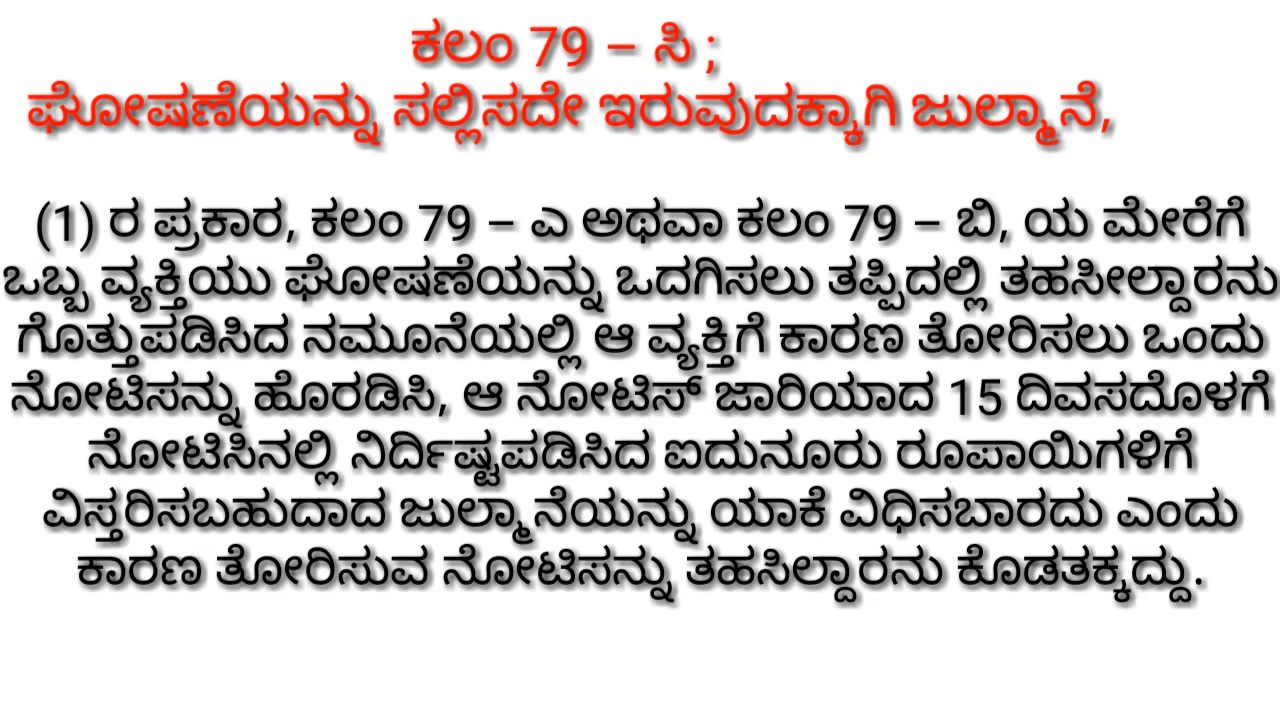 ಕಲಂ 79 – ಸಿ ;
ಘೋಷಣೆಯನ್ನು ಸಲ್ಲಿಸದೇ ಇರುವುದಕ್ಕಾಗಿ ಜುಲ್ಮಾನೆ,
(1) ರ ಪ್ರಕಾರ, ಕಲಂ 79 – ಎ ಅಥವಾ ಕಲಂ 79 – ಬಿ, ಯ ಮೇರೆಗೆ
ಒಬ್ಬ ವ್ಯಕ್ತಿಯು ಘೋಷಣೆಯನ್ನು ಒದಗಿಸಲು ತಪ್ಪಿದಲ್ಲಿ ತಹಸೀಲ್ದಾರನು
ಗೊತ್ತುಪಡಿಸಿದ ನಮೂನೆಯಲ್ಲಿ ಆ ವ್ಯಕ್ತಿಗೆ ಕಾರಣ ತೋರಿಸಲು ಒಂದು
ನೋಟಿಸನ್ನು ಹೊರಡಿಸಿ, ಆ ನೋಟಿಸ್ ಜಾರಿಯಾದ 15 ದಿವಸದೊಳಗೆ
ನೋಟಿಸಿನಲ್ಲಿ ನಿರ್ದಿಷ್ಟಪಡಿಸಿದ ಐದುನೂರು ರೂಪಾಯಿಗಳಿಗೆ
ವಿಸ್ತರಿಸಬಹುದಾದ ಜುಲ್ಮಾನೆಯನ್ನು ಯಾಕೆ ವಿಧಿಸಬಾರದು ಎಂದು
ಕಾರಣ ತೋರಿಸುವ ನೋಟಿಸನ್ನು ತಹಸಿಲ್ದಾರನು ಕೊಡತಕ್ಕದ್ದು.